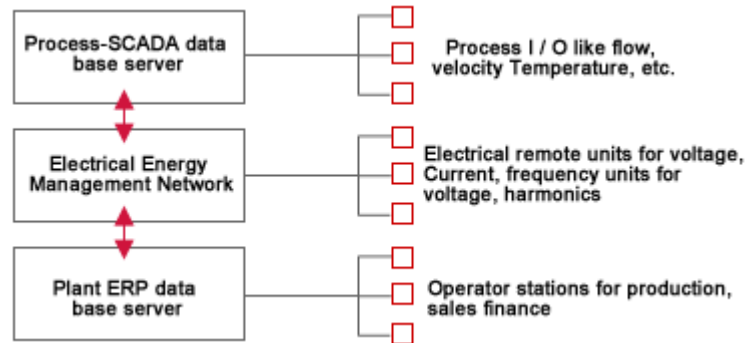 Process-SCADA data
base server
Process I / O like flow,
velocity Temperature, etc.
Electrical Energy
Management Network
Electrical remote units for voltage,
Current, frequency units for
voltage, harmonics
Plant ERP data
base server
Operator stations for production,
sales finance